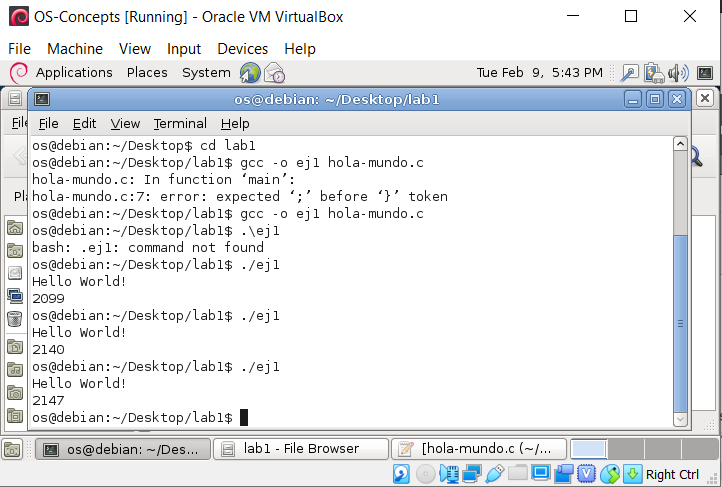 OS-Concepts [Running] - Oracle VM VirtualBox
File Machine View Input Devices Help
Applications Places System Tue Feb 9, 5:43 PM
os@debian: ~/Desktop/lab1
File Edit View Terminal Help
os@debian:~/Desktop$ cd lab1
os@debian:~/Desktop/lab1$ gcc -o ej1 hola-mundo.c
hola-mundo.c: In function ‘main’:
hola-mundo.c:7: error: expected ‘;’ before ‘}’ token
os@debian:~/Desktop/lab1$ gcc -o ej1 hola-mundo.c
os@debian:~/Desktop/lab1$ .\ej1
bash: .ej1: command not found
os@debian:~/Desktop/lab1$ ./ej1
Hello World!
2099
os@debian:~/Desktop/lab1$ ./ej1
Hello World!
2140
os@debian:~/Desktop/lab1$ ./ej1
Hello World!
2147
os@debian:~/Desktop/lab1$
os@debian: ~/Des... lab1 - File Browser [hola-mundo.c (~/...
Right Ctrl